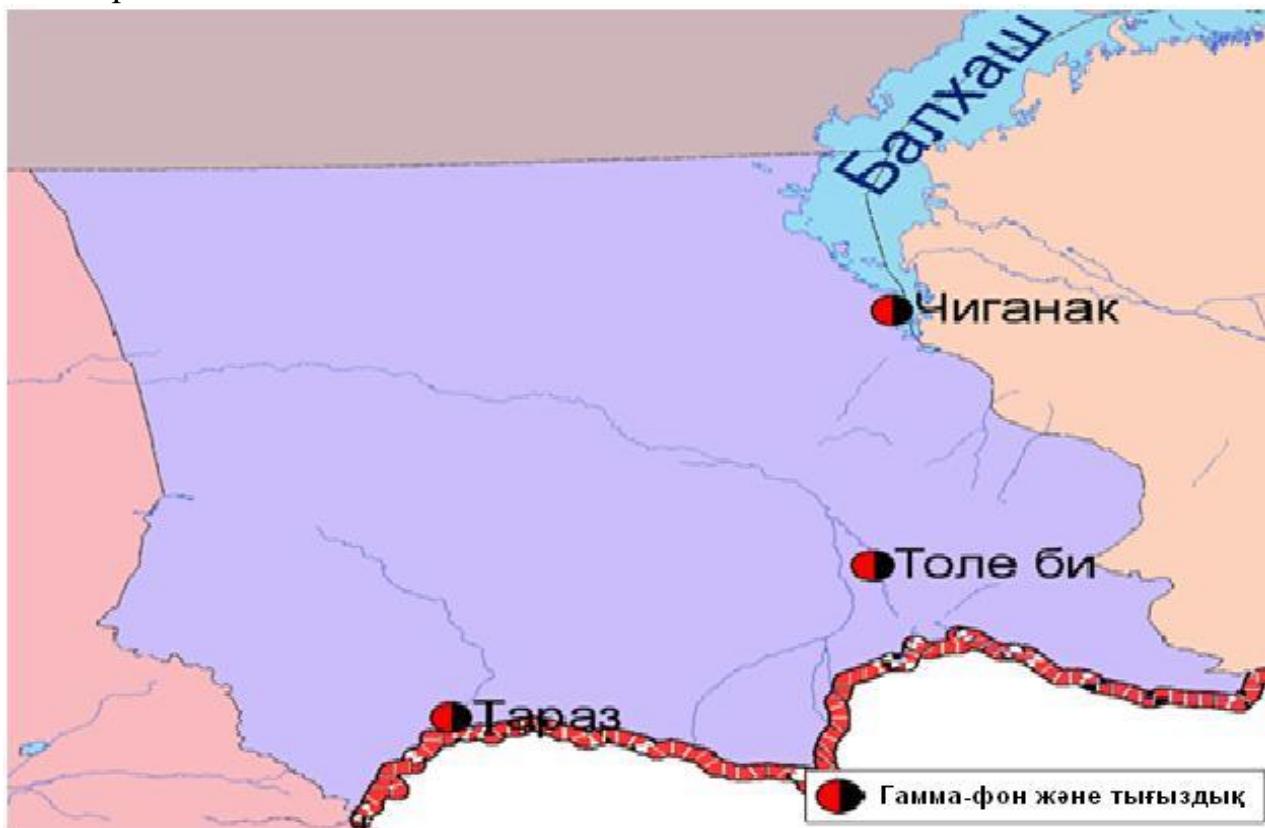 Балхаш
Чиганак
Толе би
Тараз
Гамма-фон және тығыздық